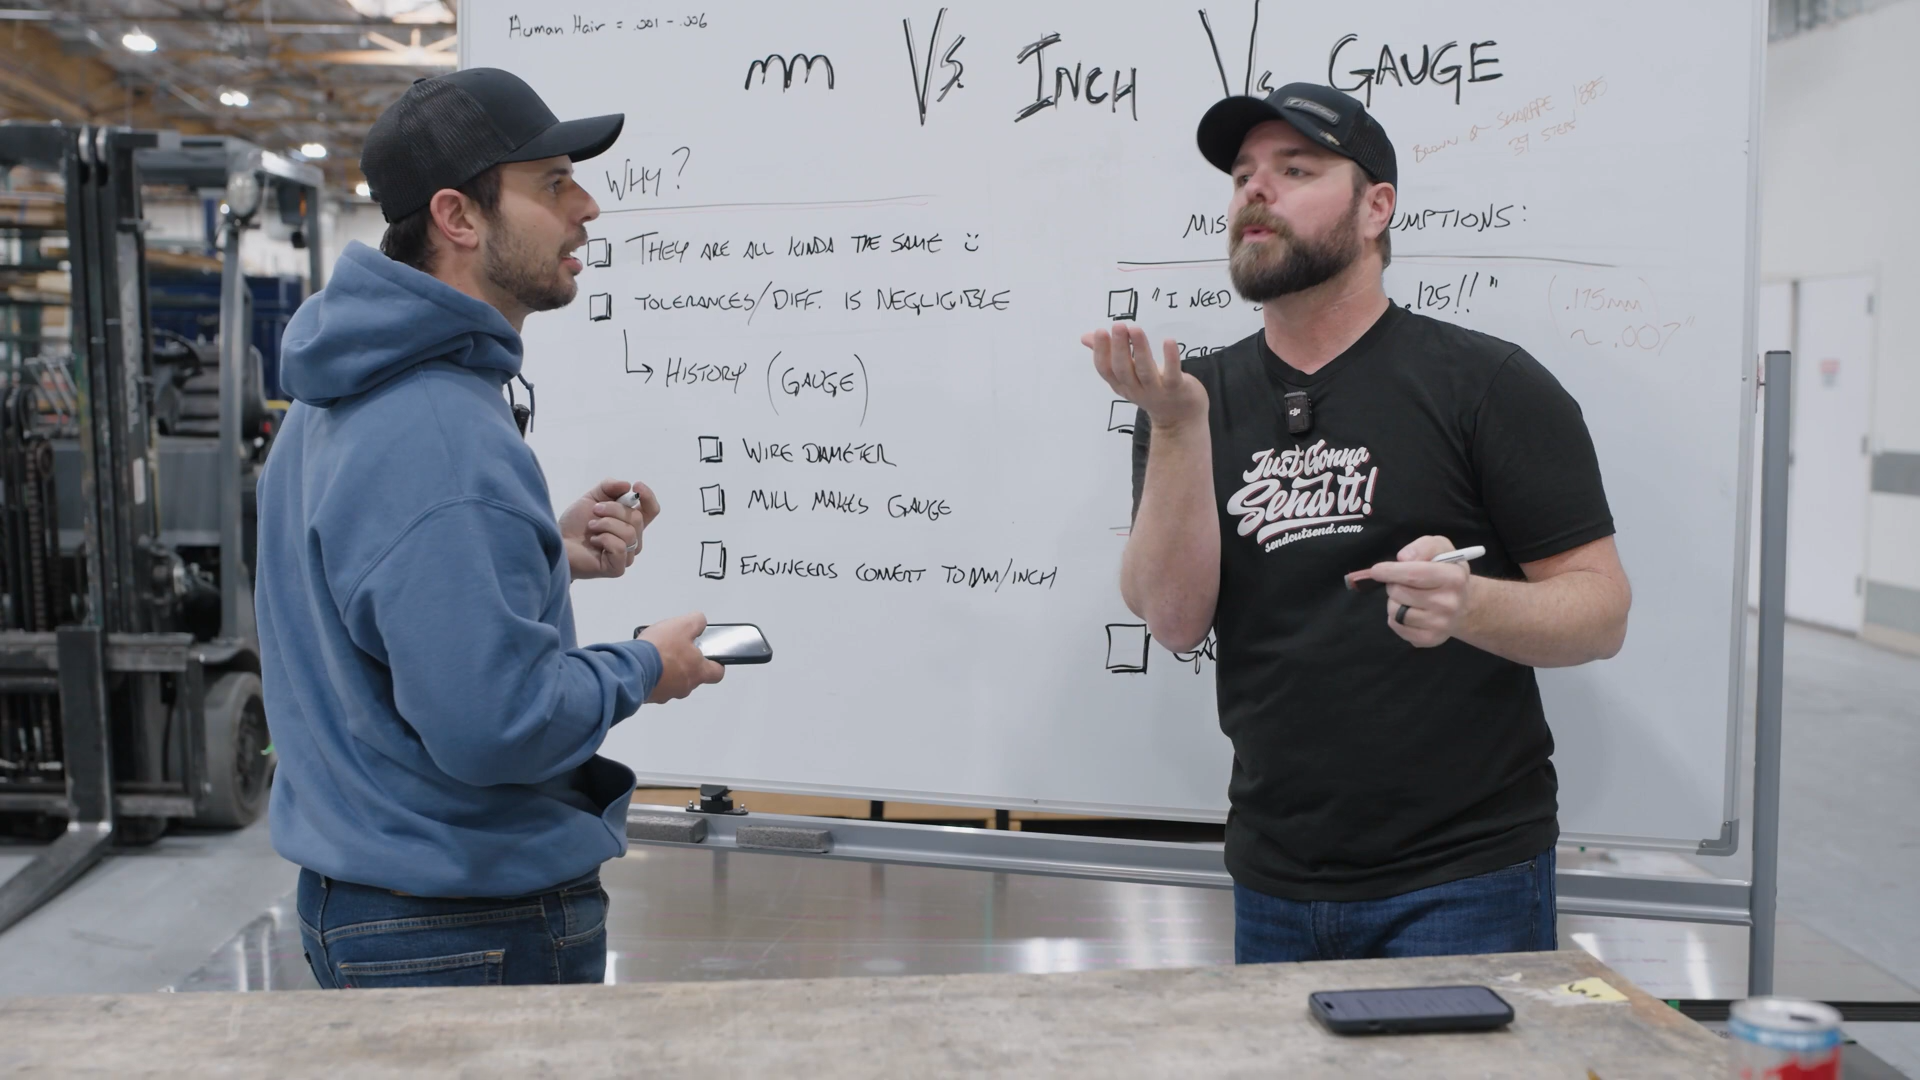 Human Hair = .001 - .006
mm Vs. INCH Vs GAUGE
BROWN & SHARPE 1885
39 STEPS
WHY?
THEY ARE ALL KINDA THE SAME
TOLERANCES/DIFF. IS NEGLIGIBLE
HISTORY (GAUGE)
WIRE DIAMETER
MILL MAKES GAUGE
ENGINEERS CONVERT TO MM/INCH
"I NEED .125!!"
(.175mm)
~.007"
Just Gonna
Send it!
sendcutsend.com
dji